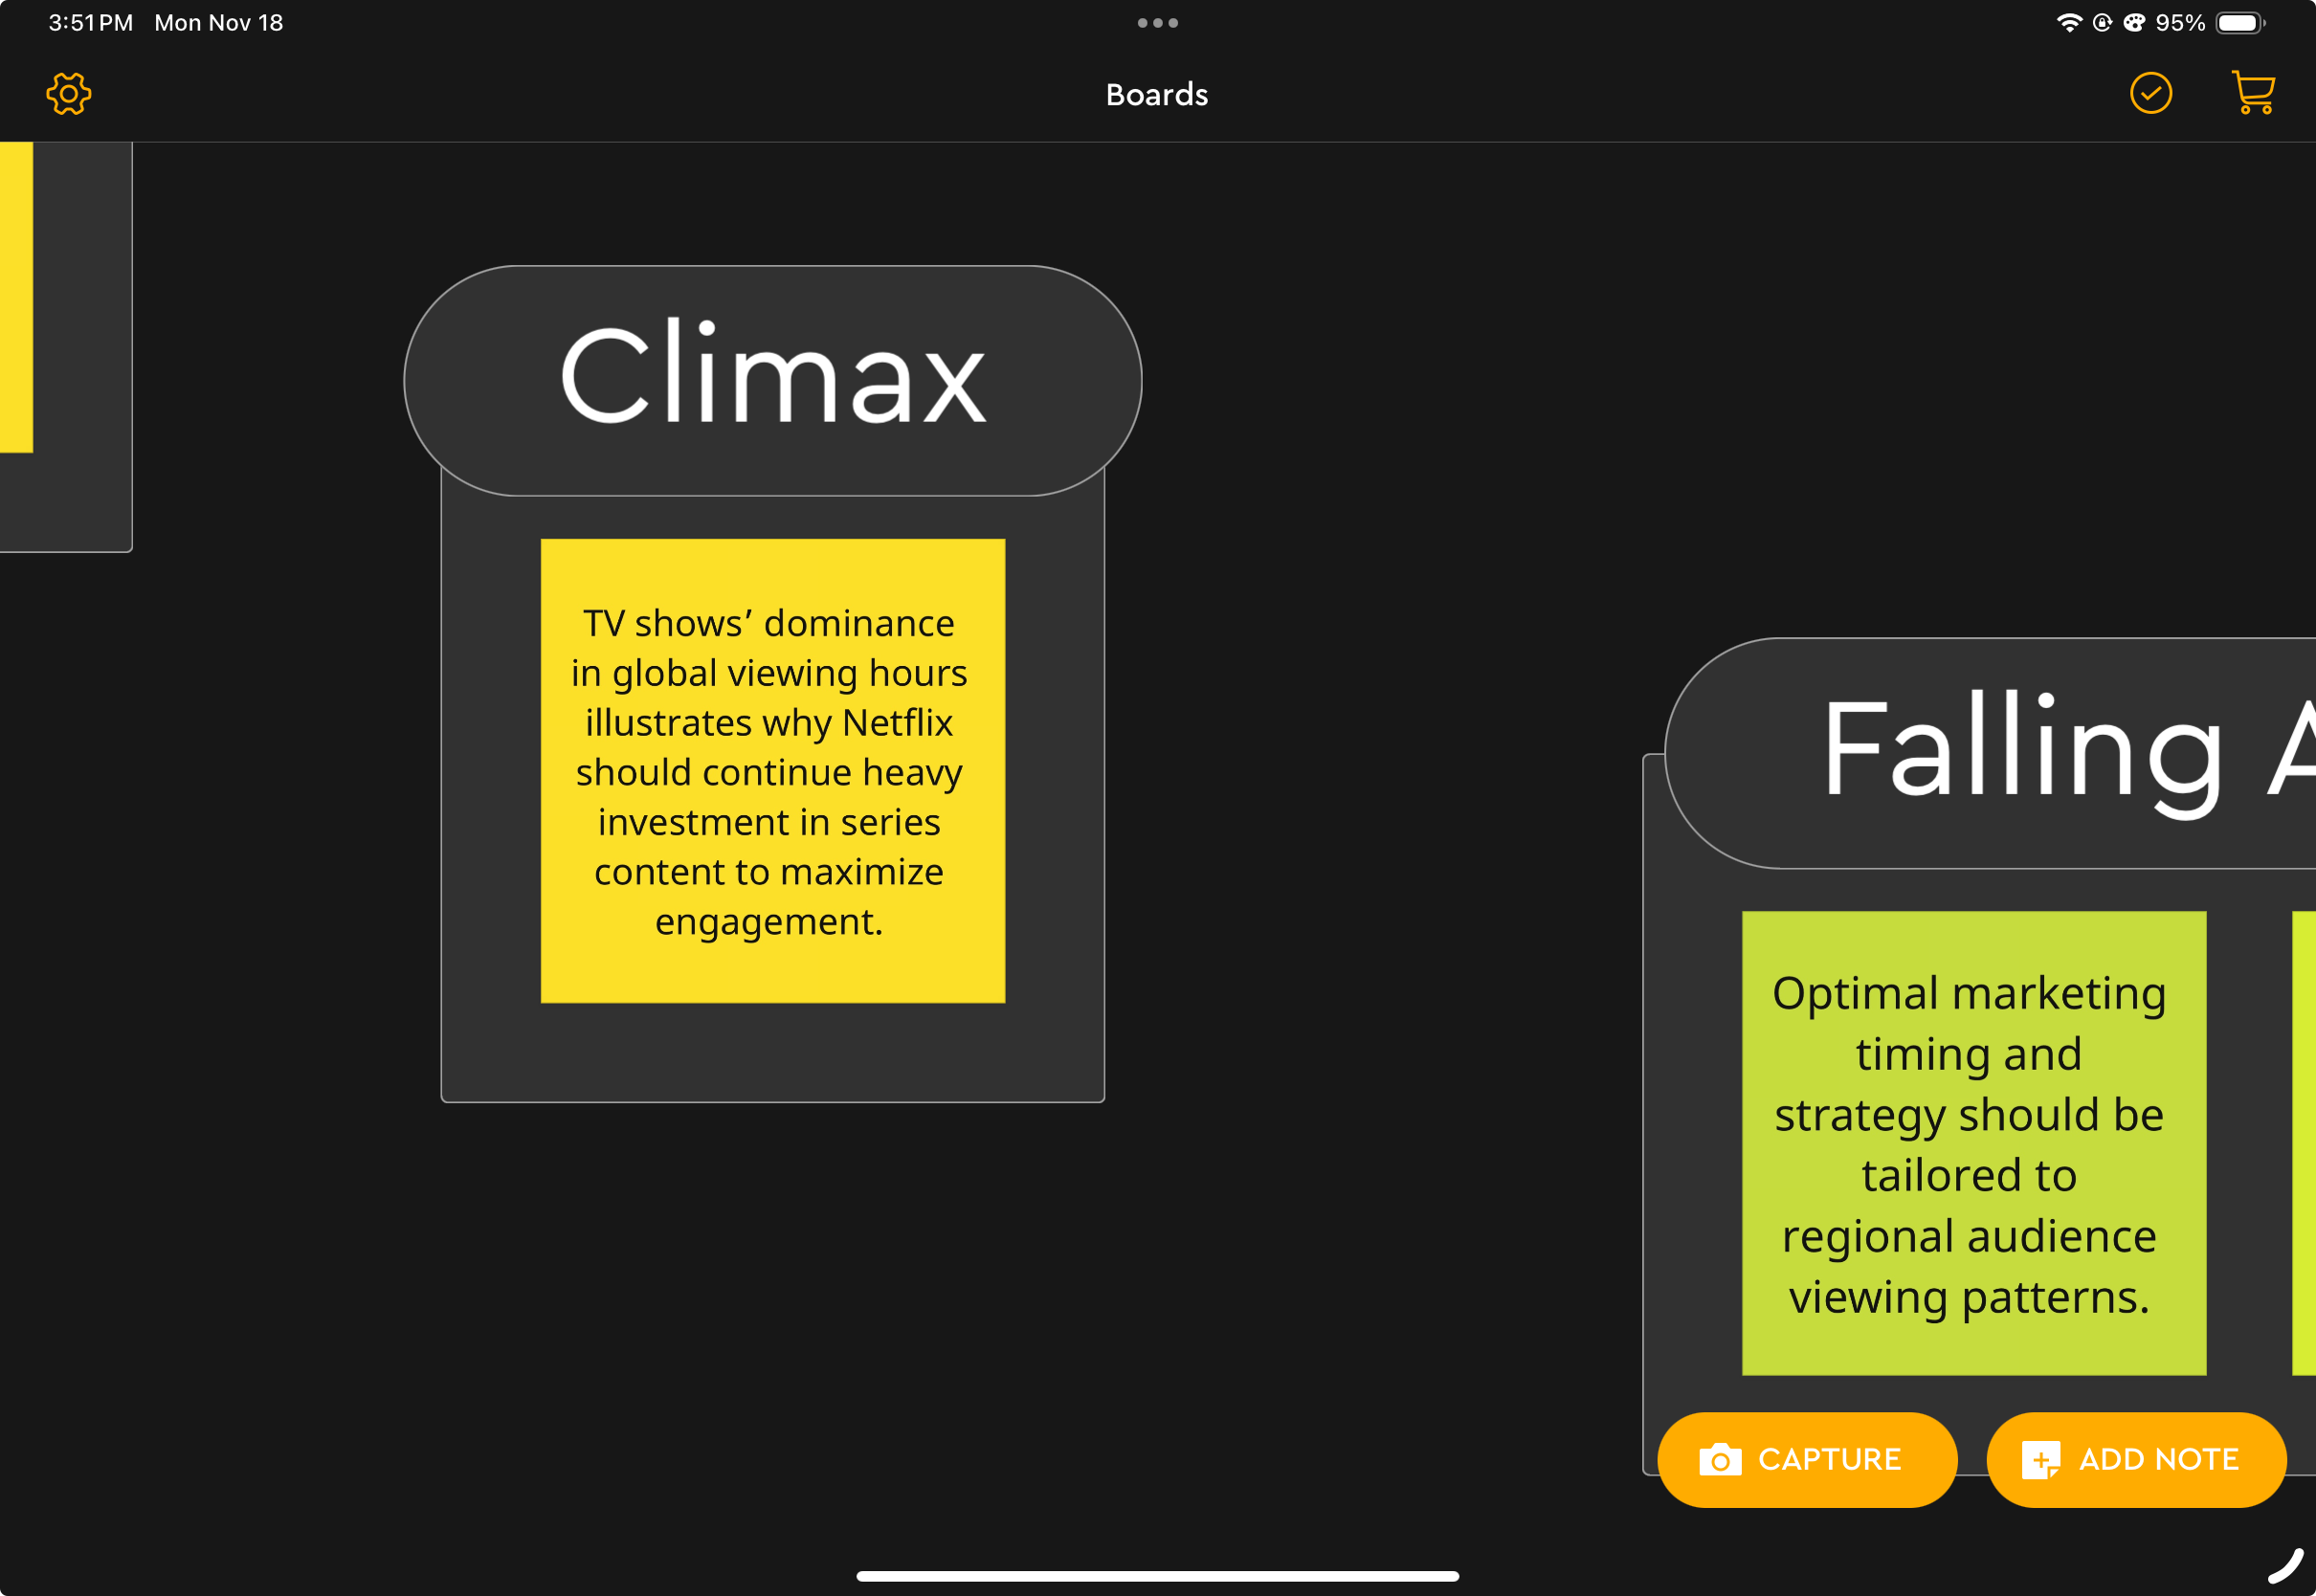 3:51 PM Mon Nov 18
95%
Boards
Climax
TV shows’ dominance
in global viewing hours
illustrates why Netflix
should continue heavy
investment in series
content to maximize
engagement.
Falling A
Optimal marketing
timing and
strategy should be
tailored to
regional audience
viewing patterns.
CAPTURE
ADD NOTE